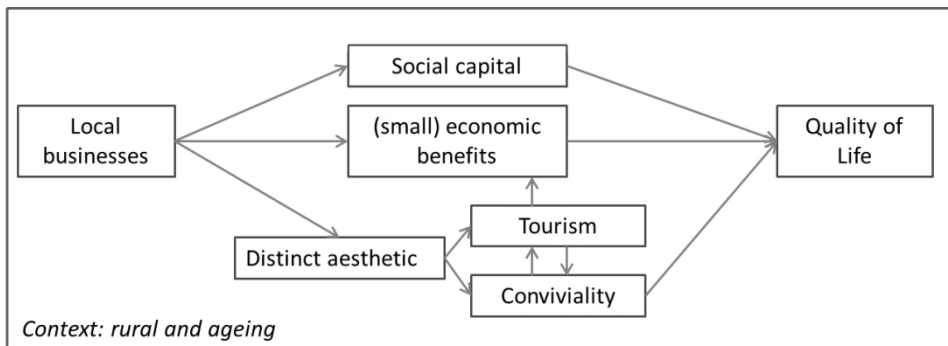 Social capital
Local
businesses
(small) economic
benefits
Quality of
Life
Tourism
Distinct aesthetic
Conviviality
Context: rural and ageing